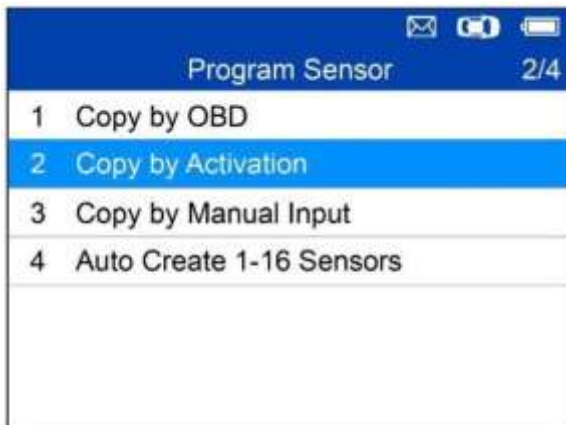 Program Sensor 2/4
1 Copy by OBD
2 Copy by Activation
3 Copy by Manual Input
4 Auto Create 1-16 Sensors